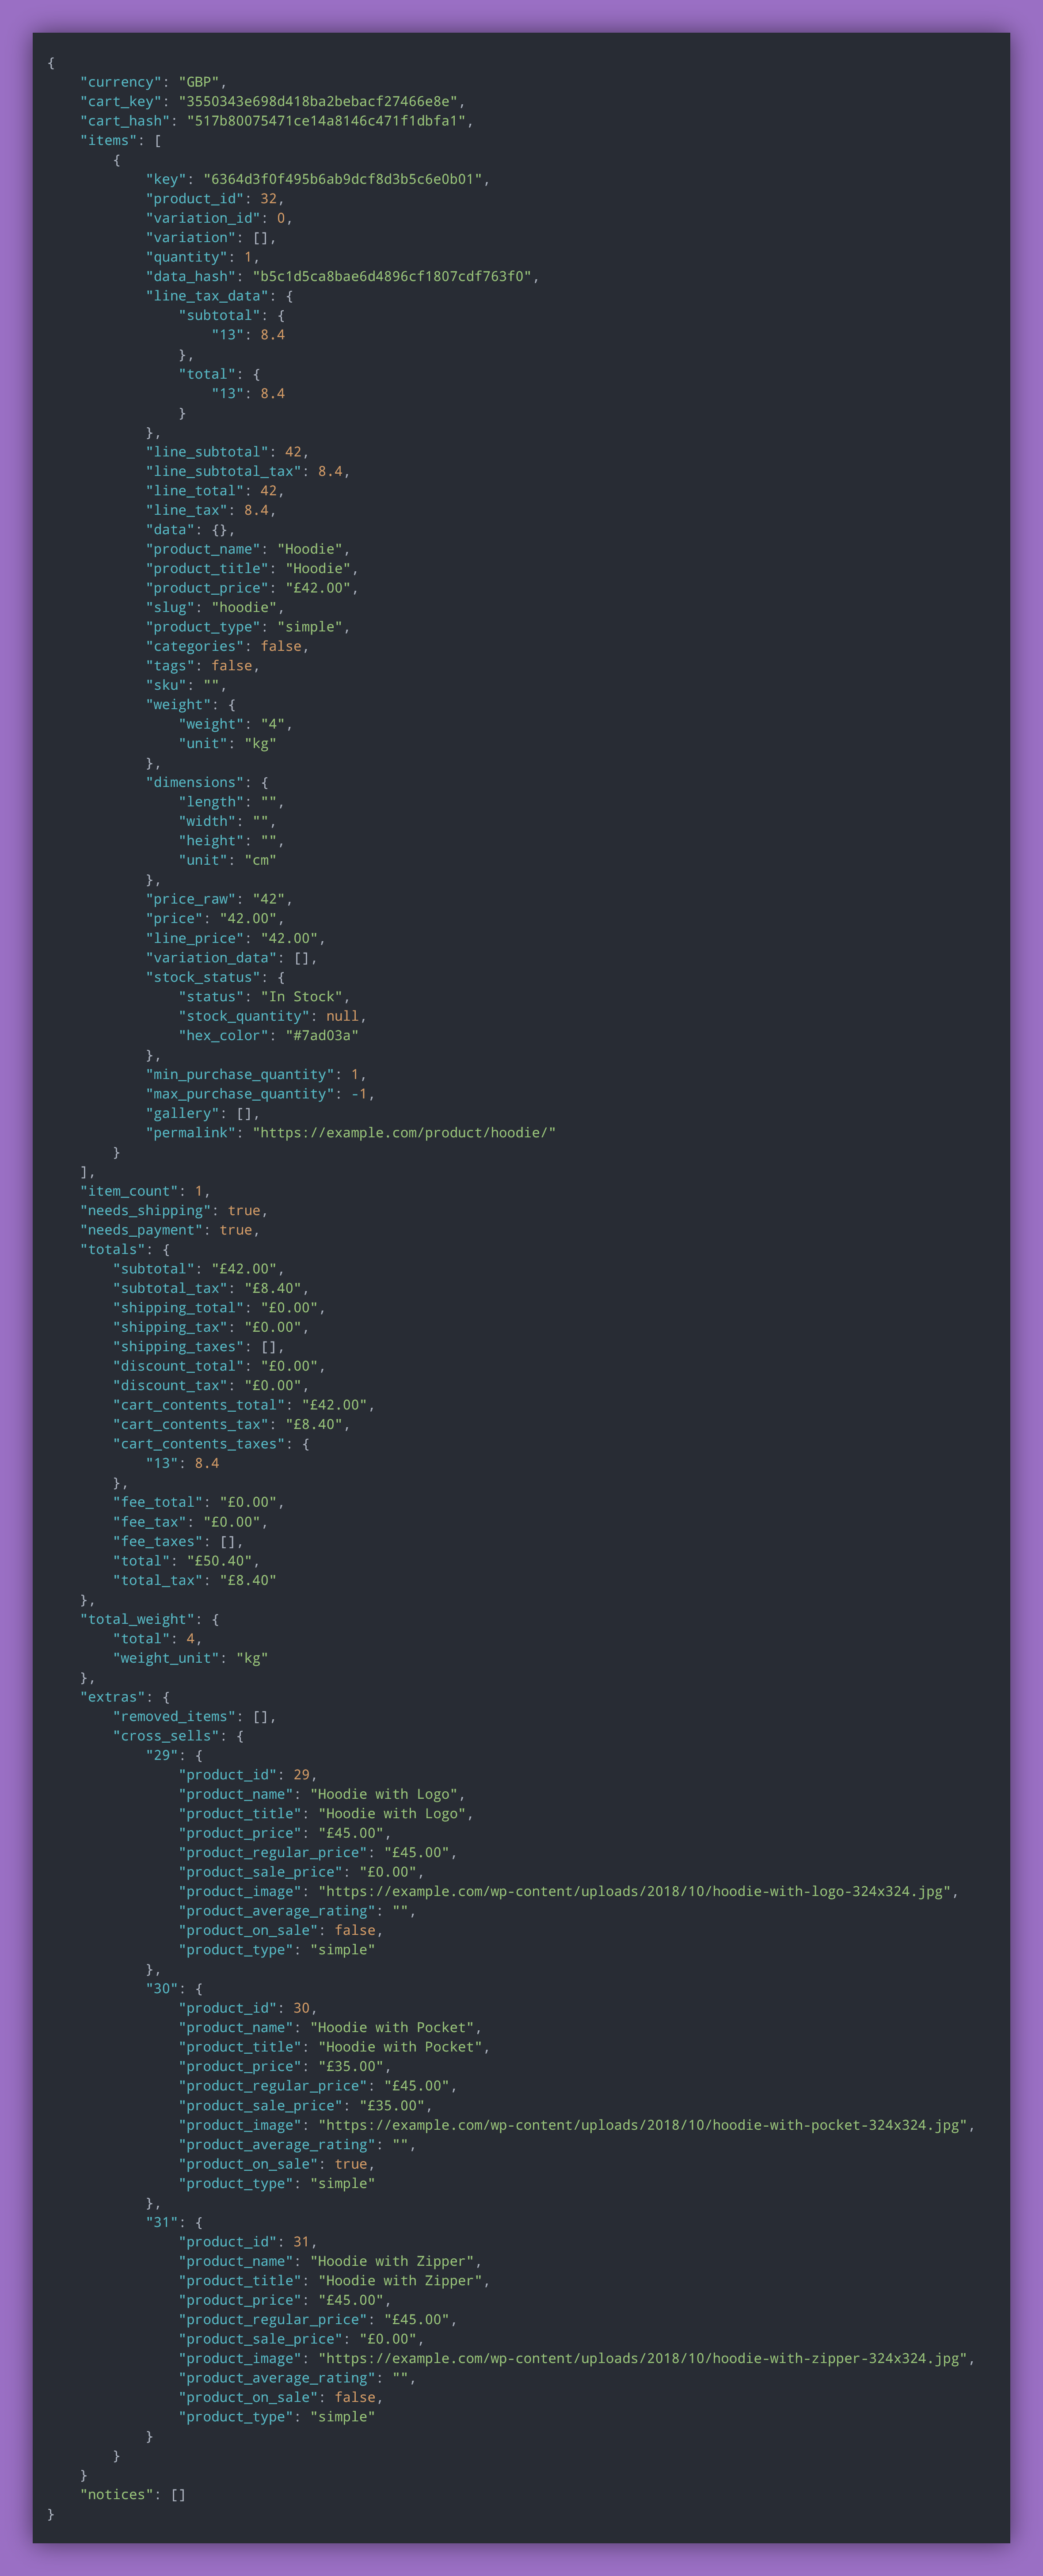 {
    "currency": "GBP",
    "cart_key": "3550343e698d418ba2bebacf27466e8e",
    "cart_hash": "517b80075471ce14a8146c471f1dbfa1",
    "items": [
        {
            "key": "6364d3f0f495b6ab9dcf8d3b5c6e0b01",
            "product_id": 32,
            "variation_id": 0,
            "variation": [],
            "quantity": 1,
            "data_hash": "b5c1d5ca8bae6d4896cf1807cdf763f0",
            "line_tax_data": {
                "subtotal": {
                    "13": 8.4
                },
                "total": {
                    "13": 8.4
                }
            },
            "line_subtotal": 42,
            "line_subtotal_tax": 8.4,
            "line_total": 42,
            "line_tax": 8.4,
            "data": {},
            "product_name": "Hoodie",
            "product_title": "Hoodie",
            "product_price": "£42.00",
            "slug": "hoodie",
            "product_type": "simple",
            "categories": false,
            "tags": false,
            "sku": "",
            "weight": {
                "weight": "4",
                "unit": "kg"
            },
            "dimensions": {
                "length": "",
                "width": "",
                "height": "",
                "unit": "cm"
            },
            "price_raw": "42",
            "price": "42.00",
            "line_price": "42.00",
            "variation_data": [],
            "stock_status": {
                "status": "In Stock",
                "stock_quantity": null,
                "hex_color": "#7ad03a"
            },
            "min_purchase_quantity": 1,
            "max_purchase_quantity": -1,
            "gallery": [],
            "permalink": "https://example.com/product/hoodie/"
        }
    ],
    "item_count": 1,
    "needs_shipping": true,
    "needs_payment": true,
    "totals": {
        "subtotal": "£42.00",
        "subtotal_tax": "£8.40",
        "shipping_total": "£0.00",
        "shipping_tax": "£0.00",
        "shipping_taxes": [],
        "discount_total": "£0.00",
        "discount_tax": "£0.00",
        "cart_contents_total": "£42.00",
        "cart_contents_tax": "£8.40",
        "cart_contents_taxes": {
            "13": 8.4
        },
        "fee_total": "£0.00",
        "fee_tax": "£0.00",
        "fee_taxes": [],
        "total": "£50.40",
        "total_tax": "£8.40"
    },
    "total_weight": {
        "total": 4,
        "weight_unit": "kg"
    },
    "extras": {
        "removed_items": [],
        "cross_sells": {
            "29": {
                "product_id": 29,
                "product_name": "Hoodie with Logo",
                "product_title": "Hoodie with Logo",
                "product_price": "£45.00",
                "product_regular_price": "£45.00",
                "product_sale_price": "£0.00",
                "product_image": "https://example.com/wp-content/uploads/2018/10/hoodie-with-logo-324x324.jpg",
                "product_average_rating": "",
                "product_on_sale": false,
                "product_type": "simple"
            },
            "30": {
                "product_id": 30,
                "product_name": "Hoodie with Pocket",
                "product_title": "Hoodie with Pocket",
                "product_price": "£35.00",
                "product_regular_price": "£45.00",
                "product_sale_price": "£35.00",
                "product_image": "https://example.com/wp-content/uploads/2018/10/hoodie-with-pocket-324x324.jpg",
                "product_average_rating": "",
                "product_on_sale": true,
                "product_type": "simple"
            },
            "31": {
                "product_id": 31,
                "product_name": "Hoodie with Zipper",
                "product_title": "Hoodie with Zipper",
                "product_price": "£45.00",
                "product_regular_price": "£45.00",
                "product_sale_price": "£0.00",
                "product_image": "https://example.com/wp-content/uploads/2018/10/hoodie-with-zipper-324x324.jpg",
                "product_average_rating": "",
                "product_on_sale": false,
                "product_type": "simple"
            }
        }
    }
    "notices": []
}